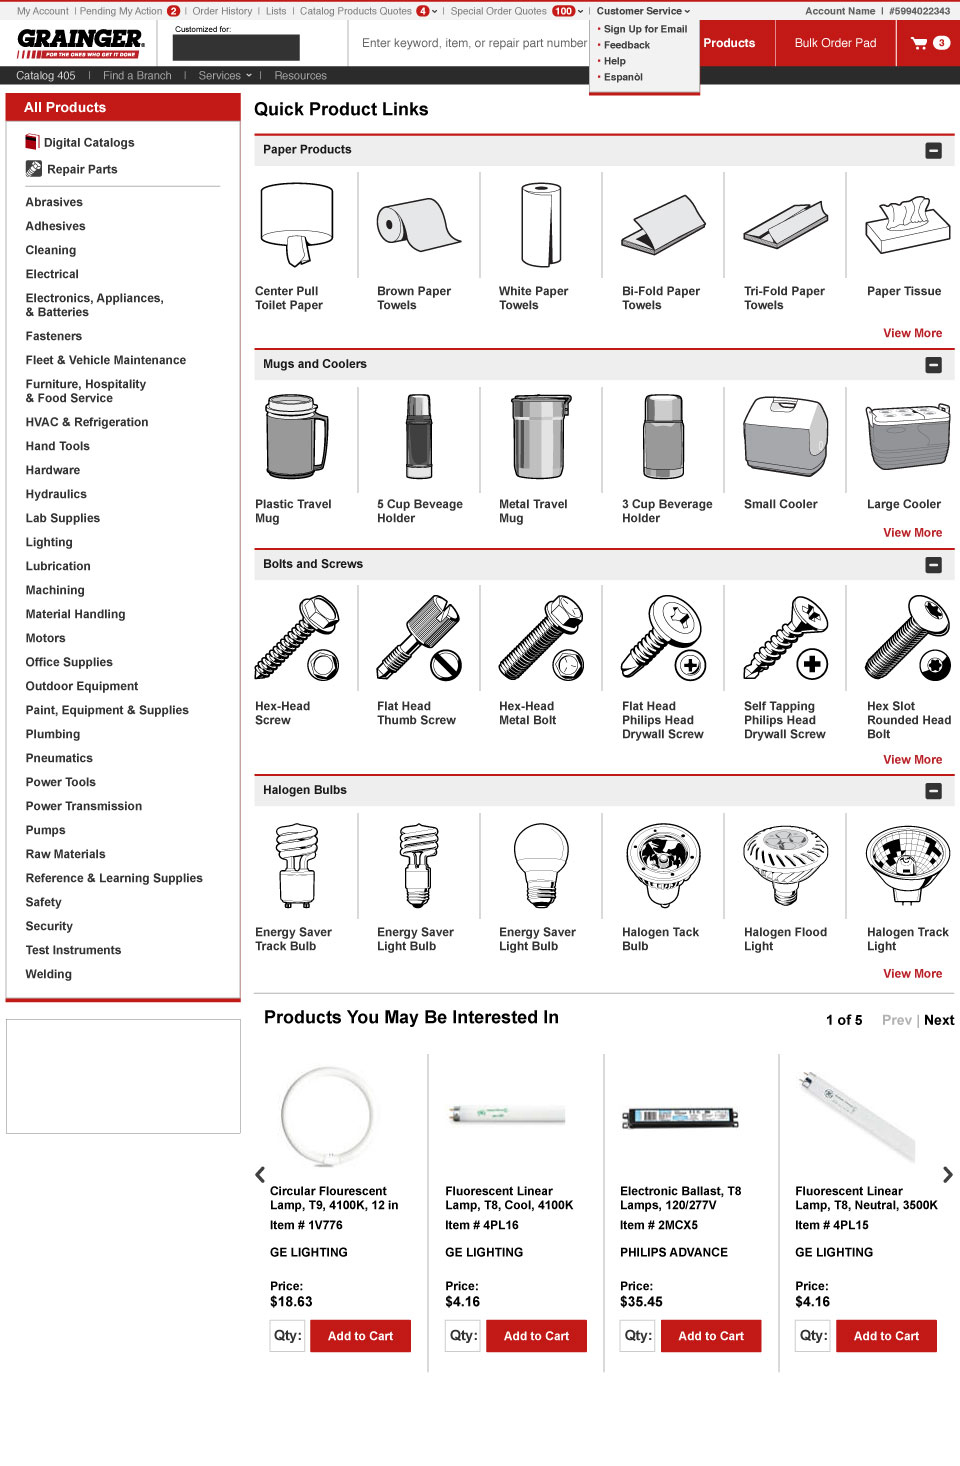 My Account | Pending My Action 2 | Order History | Lists | Catalog Products Quotes 4 | Special Order Quotes 100 | Customer Service
Account Name | #5994022343
• Sign Up for Email
• Feedback
• Help
• Espanòl
GRAINGER
FOR THE ONES WHO GET IT DONE
Customized for:
Enter keyword, item, or repair part number
Products
Bulk Order Pad
3
Catalog 405 | Find a Branch | Services | Resources
All Products
Digital Catalogs
Repair Parts
Abrasives
Adhesives
Cleaning
Electrical
Electronics, Appliances,
& Batteries
Fasteners
Fleet & Vehicle Maintenance
Furniture, Hospitality
& Food Service
HVAC & Refrigeration
Hand Tools
Hardware
Hydraulics
Lab Supplies
Lighting
Lubrication
Machining
Material Handling
Motors
Office Supplies
Outdoor Equipment
Paint, Equipment & Supplies
Plumbing
Pneumatics
Power Tools
Power Transmission
Pumps
Raw Materials
Reference & Learning Supplies
Safety
Security
Test Instruments
Welding
Quick Product Links
Paper Products
Center Pull
Toilet Paper
Brown Paper
Towels
White Paper
Towels
Bi-Fold Paper
Towels
Tri-Fold Paper
Towels
Paper Tissue
View More
Mugs and Coolers
Plastic Travel
Mug
5 Cup Beveage
Holder
Metal Travel
Mug
3 Cup Beverage
Holder
Small Cooler
Large Cooler
View More
Bolts and Screws
Hex-Head
Screw
Flat Head
Thumb Screw
Hex-Head
Metal Bolt
Flat Head
Philips Head
Drywall Screw
Self Tapping
Philips Head
Drywall Screw
Hex Slot
Rounded Head
Bolt
View More
Halogen Bulbs
Energy Saver
Track Bulb
Energy Saver
Light Bulb
Energy Saver
Light Bulb
Halogen Tack
Bulb
Halogen Flood
Light
Halogen Track
Light
View More
Products You May Be Interested In
1 of 5 Prev | Next
Circular Flourescent
Lamp, T9, 4100K, 12 in
Item # 1V776
GE LIGHTING
Price:
$18.63
Qty: Add to Cart
Fluorescent Linear
Lamp, T8, Cool, 4100K
Item # 4PL16
GE LIGHTING
Price:
$4.16
Qty: Add to Cart
Electronic Ballast, T8
Lamps, 120/277V
Item # 2MCX5
PHILIPS ADVANCE
Price:
$35.45
Qty: Add to Cart
Fluorescent Linear
Lamp, T8, Neutral, 3500K
Item # 4PL15
GE LIGHTING
Price:
$4.16
Qty: Add to Cart